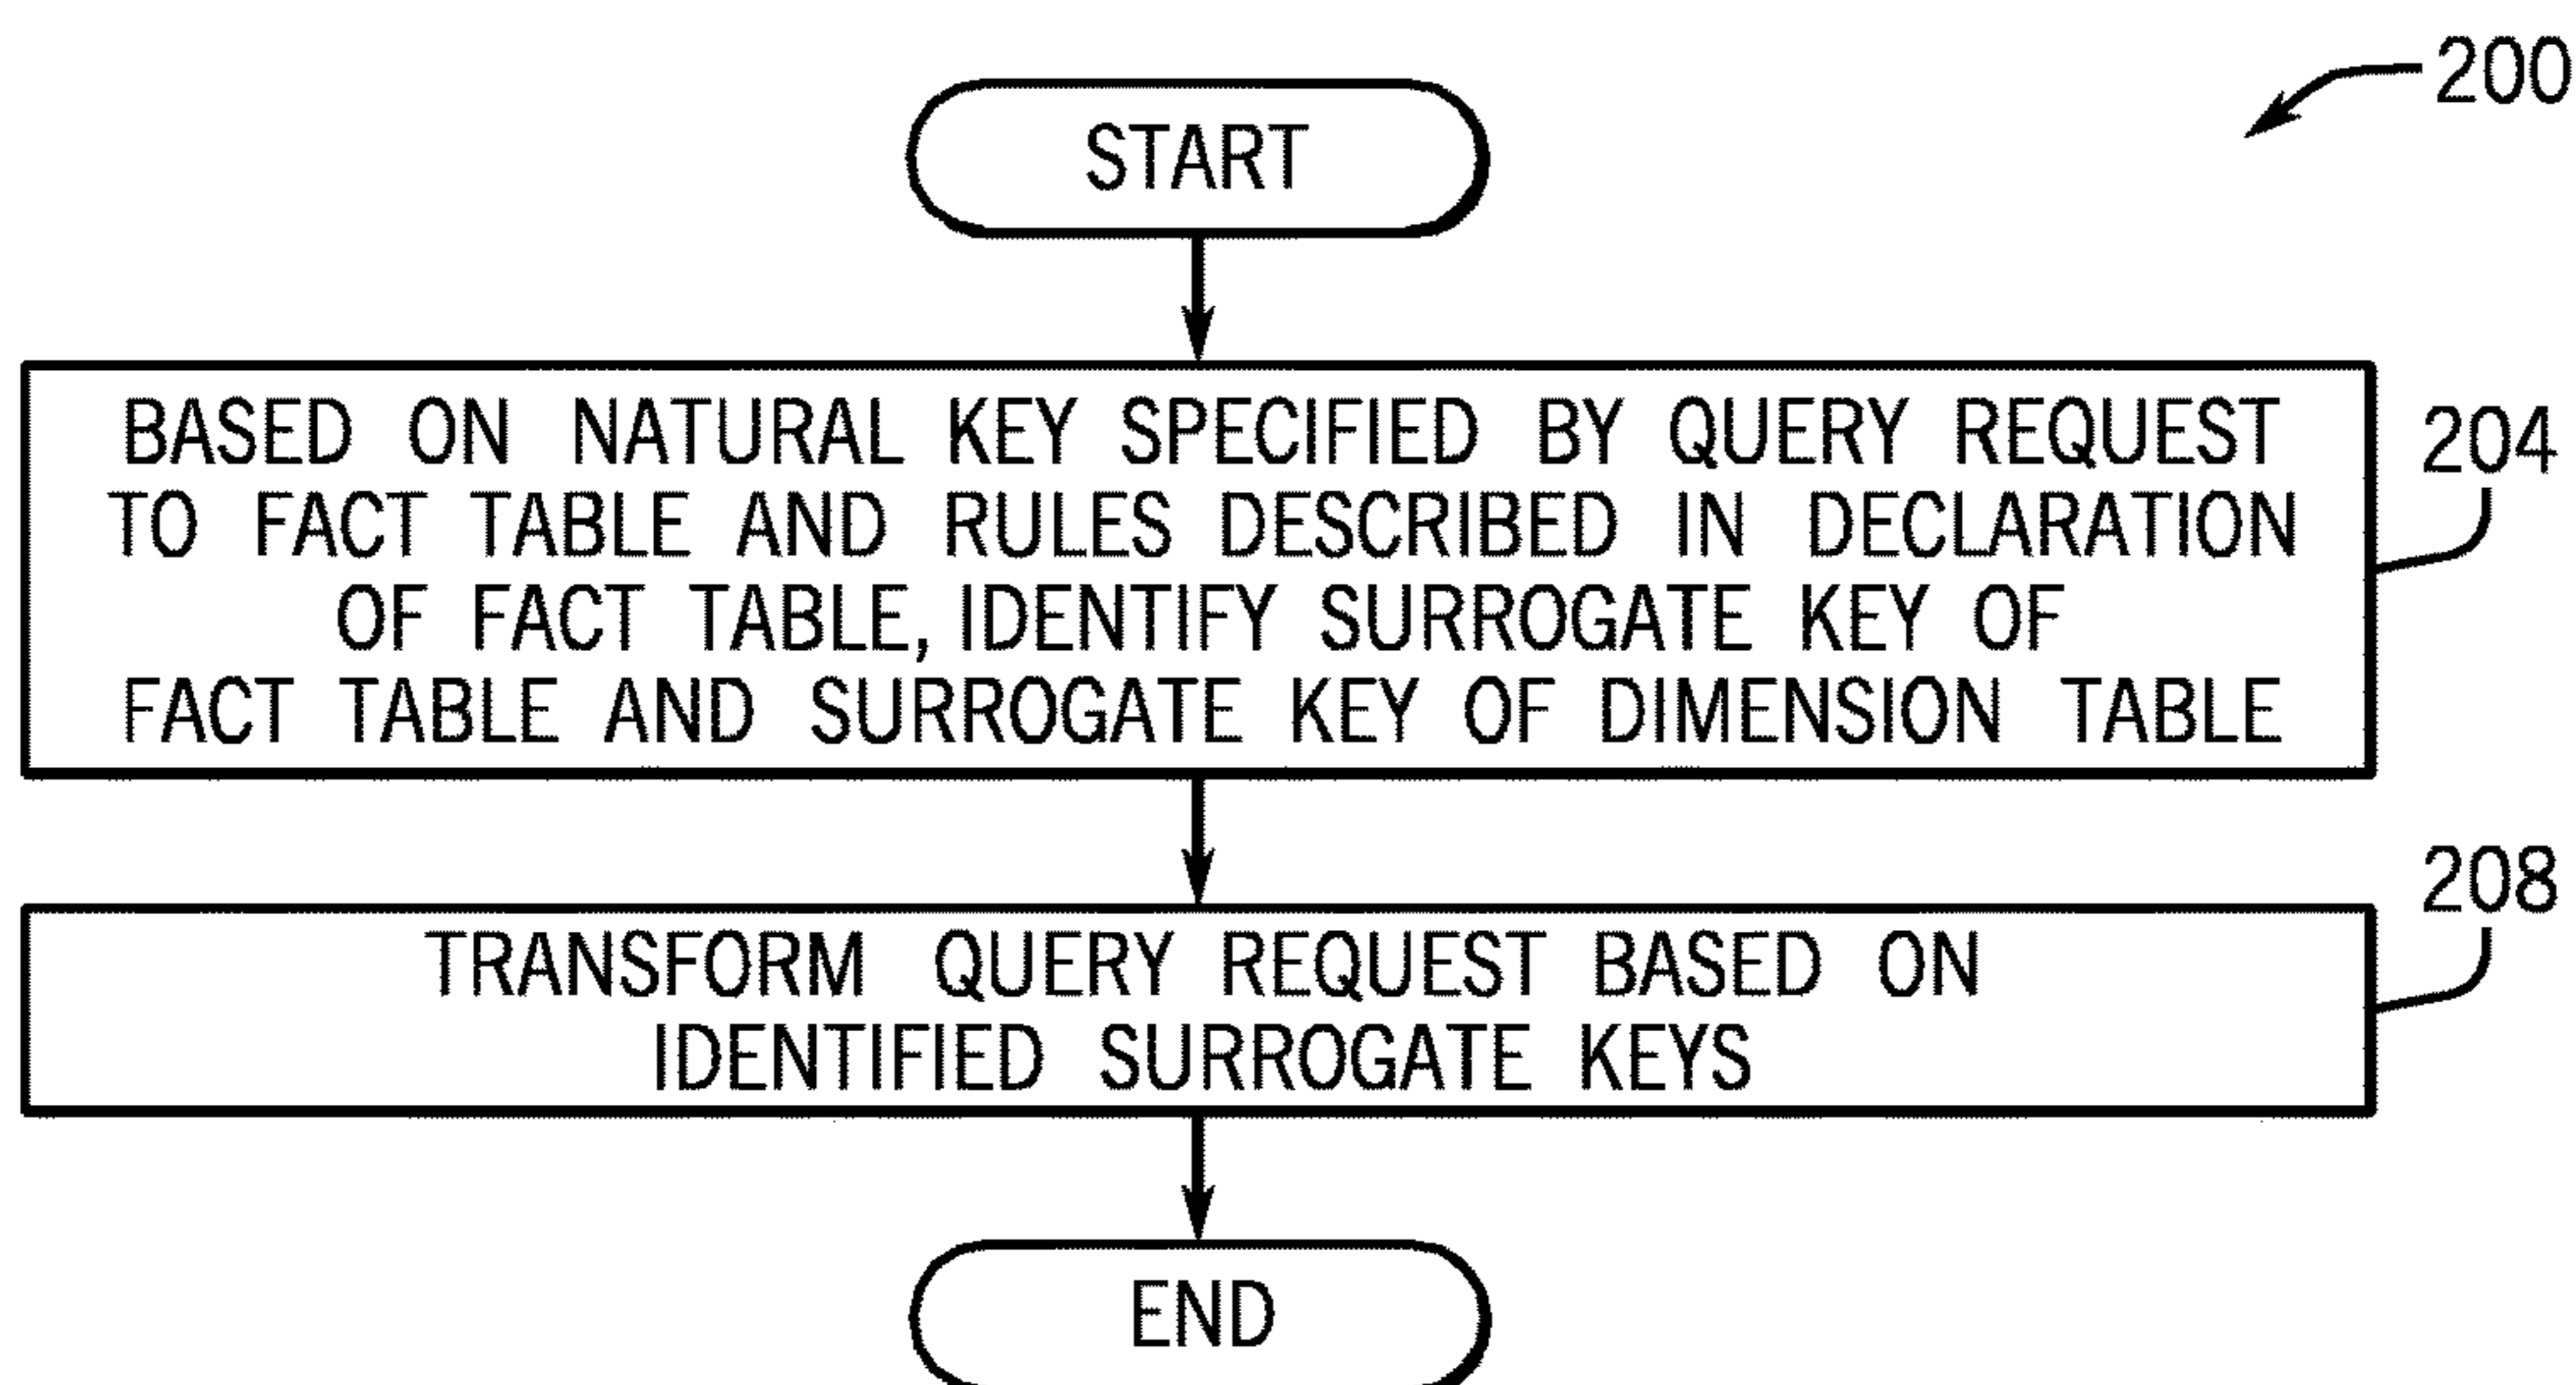 200
START
BASED ON NATURAL KEY SPECIFIED BY QUERY REQUEST
TO FACT TABLE AND RULES DESCRIBED IN DECLARATION
OF FACT TABLE, IDENTIFY SURROGATE KEY OF
FACT TABLE AND SURROGATE KEY OF DIMENSION TABLE
204
TRANSFORM QUERY REQUEST BASED ON
IDENTIFIED SURROGATE KEYS
208
END